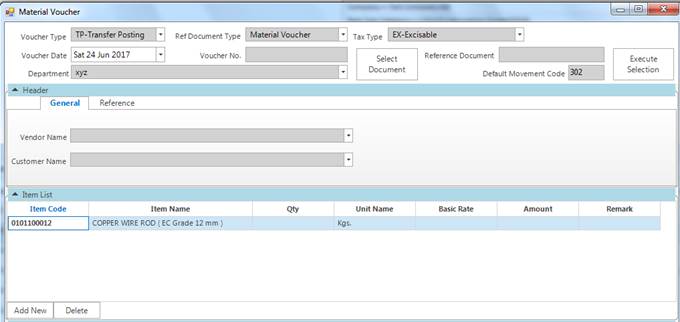 Material Voucher
Voucher Type TP-Transfer Posting Ref Document Type Material Voucher Tax Type EX-Excisable
Voucher Date Sat 24 Jun 2017 Voucher No. Select Document Reference Document Execute Selection
Department xyz Default Movement Code 302
Header
General Reference
Vendor Name
Customer Name
Item List
Item Code Item Name Qty Unit Name Basic Rate Amount Remark
0101100012 COPPER WIRE ROD ( EC Grade 12 mm ) Kgs.
Add New Delete